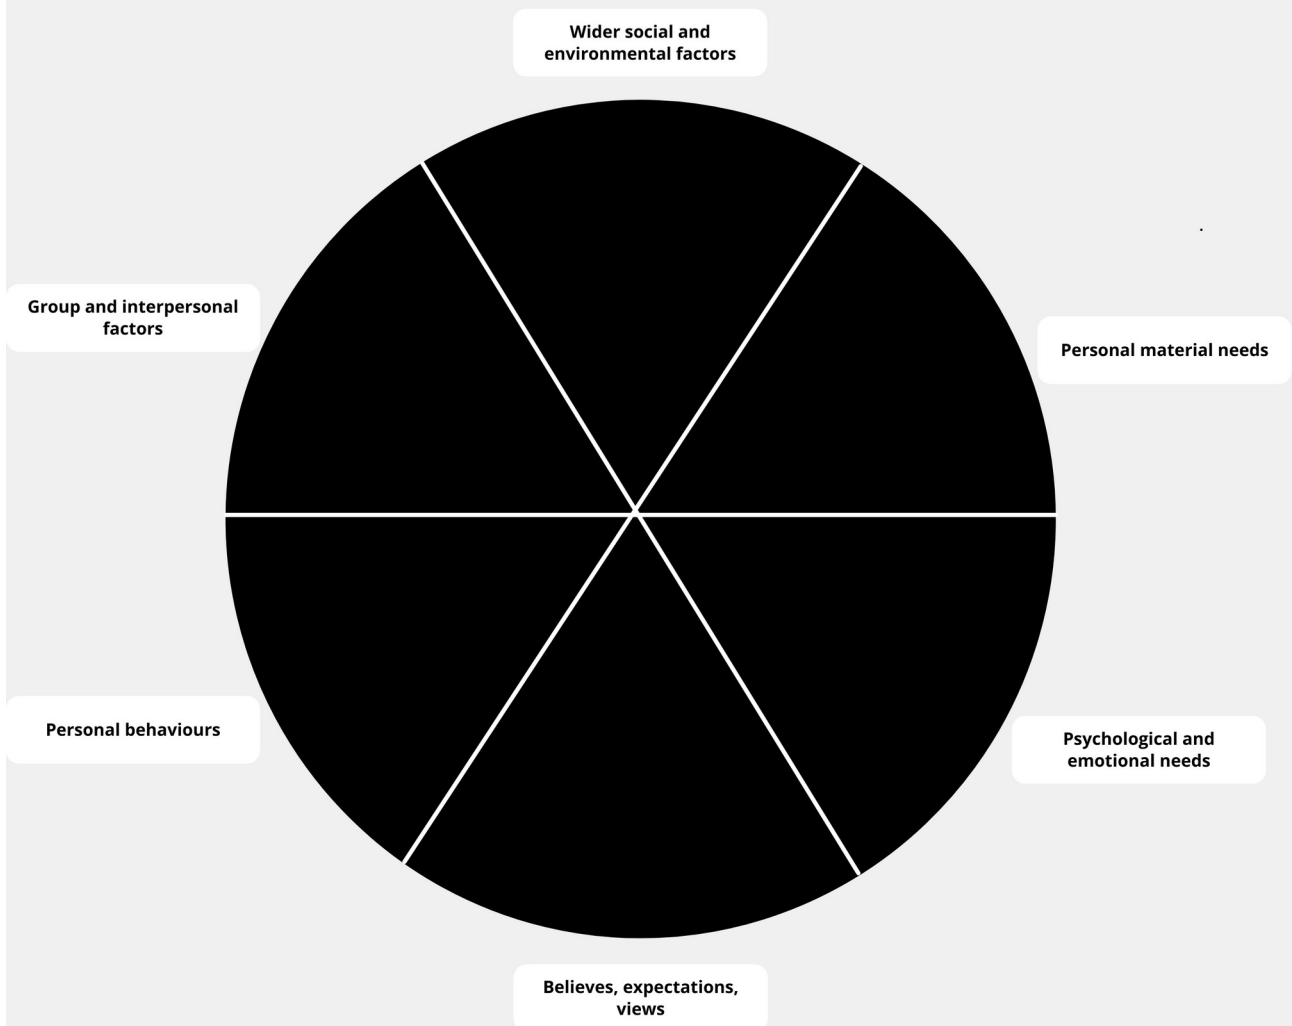 Wider social and
environmental factors
Group and interpersonal
factors
Personal material needs
Personal behaviours
Psychological and
emotional needs
Believes, expectations,
views